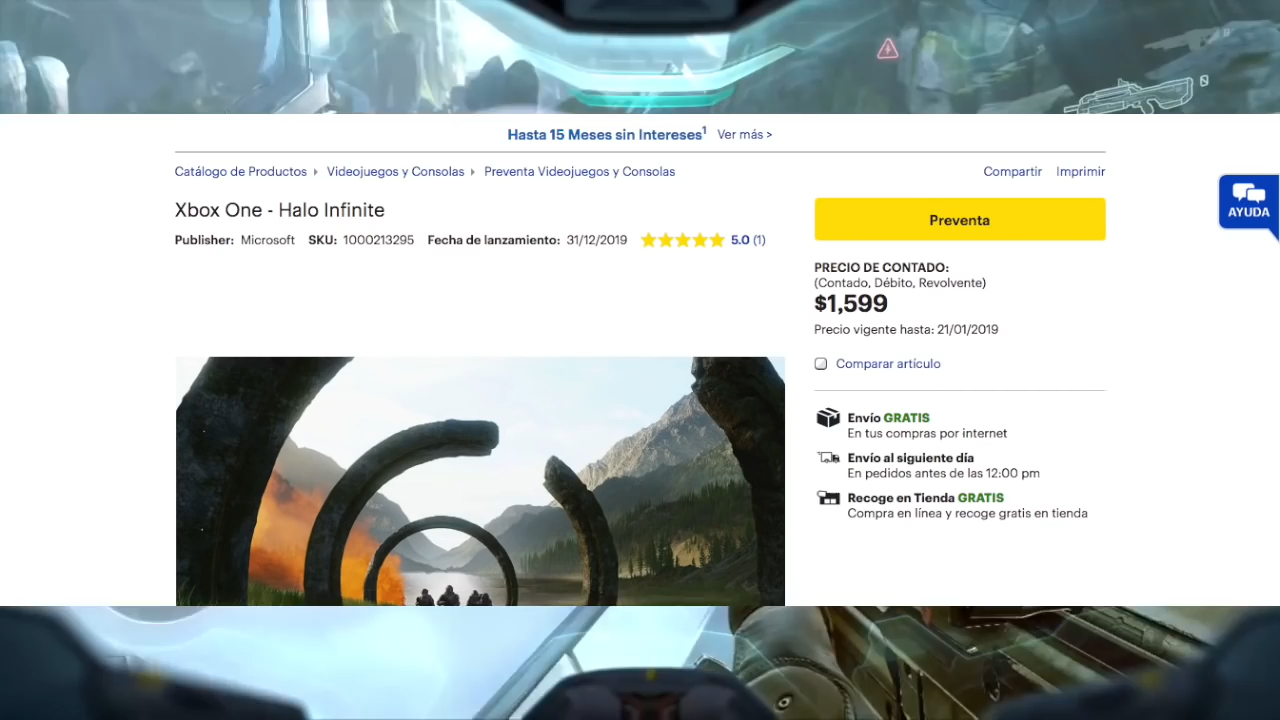 Hasta 15 Meses sin Intereses¹ Ver más >
Catálogo de Productos Videojuegos y Consolas Preventa Videojuegos y Consolas
Compartir Imprimir
AYUDA
Xbox One - Halo Infinite
Publisher: Microsoft SKU: 1000213295 Fecha de lanzamiento: 31/12/2019 5.0 (1)
Preventa
PRECIO DE CONTADO:
(Contado, Débito, Revolvente)
$1,599
Precio vigente hasta: 21/01/2019
Comparar artículo
Envío GRATIS
En tus compras por internet
Envío al siguiente día
En pedidos antes de las 12:00 pm
Recoge en Tienda GRATIS
Compra en línea y recoge gratis en tienda